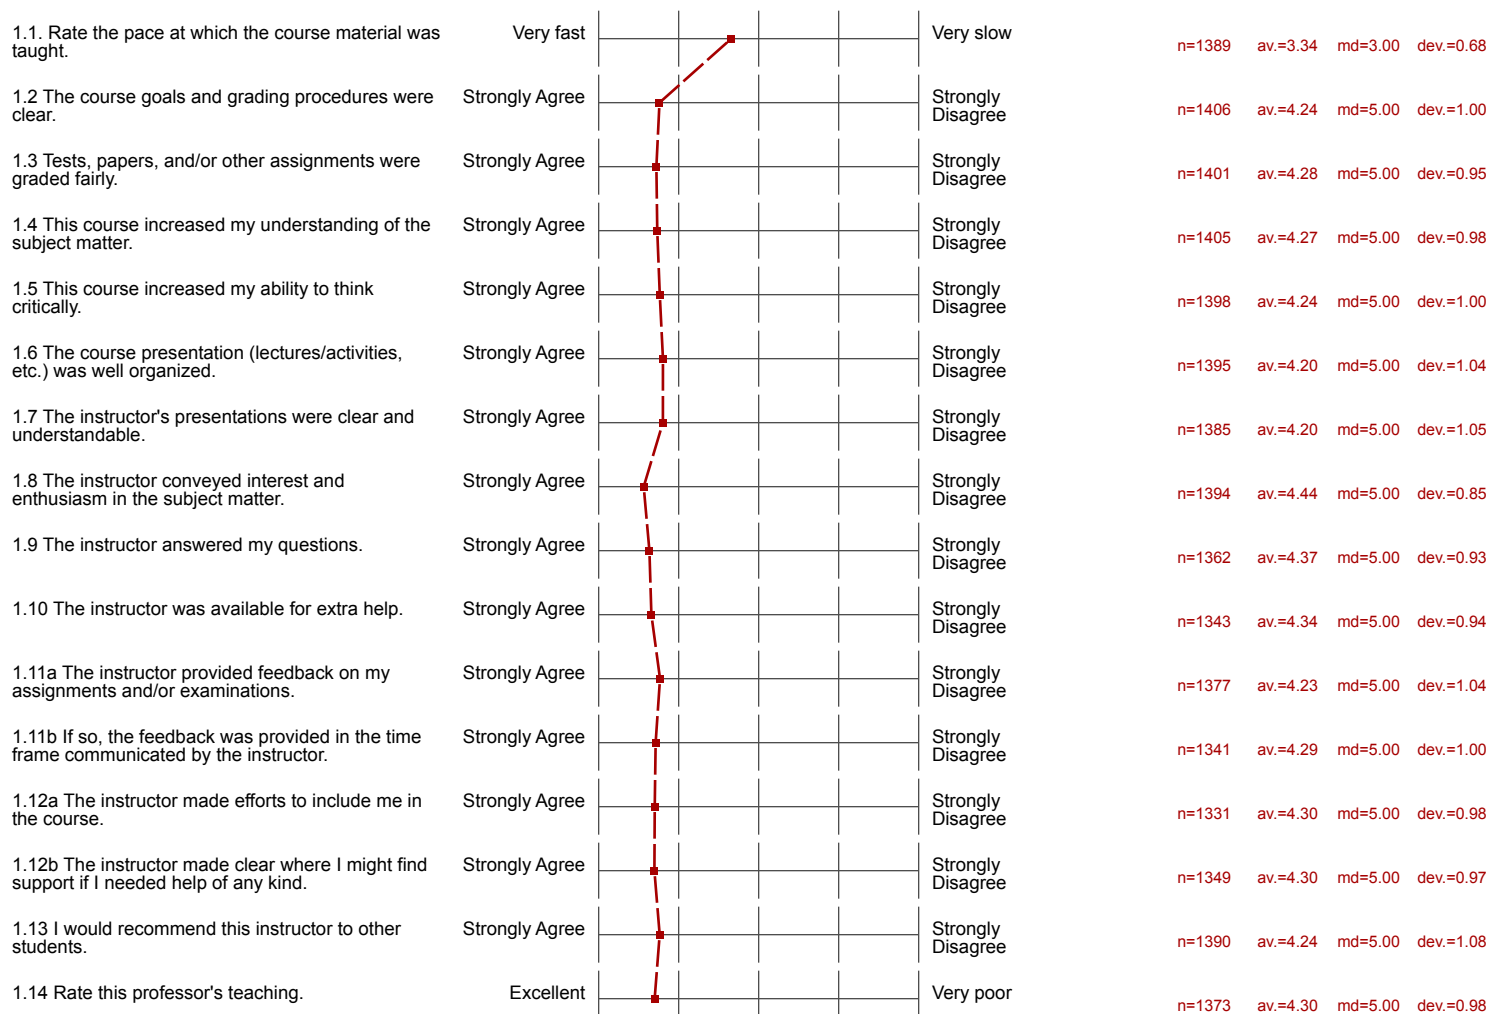 1.1. Rate the pace at which the course material was
taught.
Very fast
Very slow
n=1389 av.=3.34 md=3.00 dev.=0.68
1.2 The course goals and grading procedures were
clear.
Strongly Agree
Strongly
Disagree
n=1406 av.=4.24 md=5.00 dev.=1.00
1.3 Tests, papers, and/or other assignments were
graded fairly.
Strongly Agree
Strongly
Disagree
n=1401 av.=4.28 md=5.00 dev.=0.95
1.4 This course increased my understanding of the
subject matter.
Strongly Agree
Strongly
Disagree
n=1405 av.=4.27 md=5.00 dev.=0.98
1.5 This course increased my ability to think
critically.
Strongly Agree
Strongly
Disagree
n=1398 av.=4.24 md=5.00 dev.=1.00
1.6 The course presentation (lectures/activities,
etc.) was well organized.
Strongly Agree
Strongly
Disagree
n=1395 av.=4.20 md=5.00 dev.=1.04
1.7 The instructor's presentations were clear and
understandable.
Strongly Agree
Strongly
Disagree
n=1385 av.=4.20 md=5.00 dev.=1.05
1.8 The instructor conveyed interest and
enthusiasm in the subject matter.
Strongly Agree
Strongly
Disagree
n=1394 av.=4.44 md=5.00 dev.=0.85
1.9 The instructor answered my questions.
Strongly Agree
Strongly
Disagree
n=1362 av.=4.37 md=5.00 dev.=0.93
1.10 The instructor was available for extra help.
Strongly Agree
Strongly
Disagree
n=1343 av.=4.34 md=5.00 dev.=0.94
1.11a The instructor provided feedback on my
assignments and/or examinations.
Strongly Agree
Strongly
Disagree
n=1377 av.=4.23 md=5.00 dev.=1.04
1.11b If so, the feedback was provided in the time
frame communicated by the instructor.
Strongly Agree
Strongly
Disagree
n=1341 av.=4.29 md=5.00 dev.=1.00
1.12a The instructor made efforts to include me in
the course.
Strongly Agree
Strongly
Disagree
n=1331 av.=4.30 md=5.00 dev.=0.98
1.12b The instructor made clear where I might find
support if I needed help of any kind.
Strongly Agree
Strongly
Disagree
n=1349 av.=4.30 md=5.00 dev.=0.97
1.13 I would recommend this instructor to other
students.
Strongly Agree
Strongly
Disagree
n=1390 av.=4.24 md=5.00 dev.=1.08
1.14 Rate this professor's teaching.
Excellent
Very poor
n=1373 av.=4.30 md=5.00 dev.=0.98